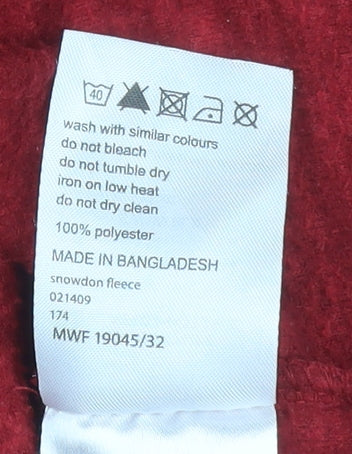 40
wash with similar colours
do not bleach
do not tumble dry
iron on low heat
do not dry clean
100% polyester
MADE IN BANGLADESH
snowdon fleece
021409
174
MWF 19045/32